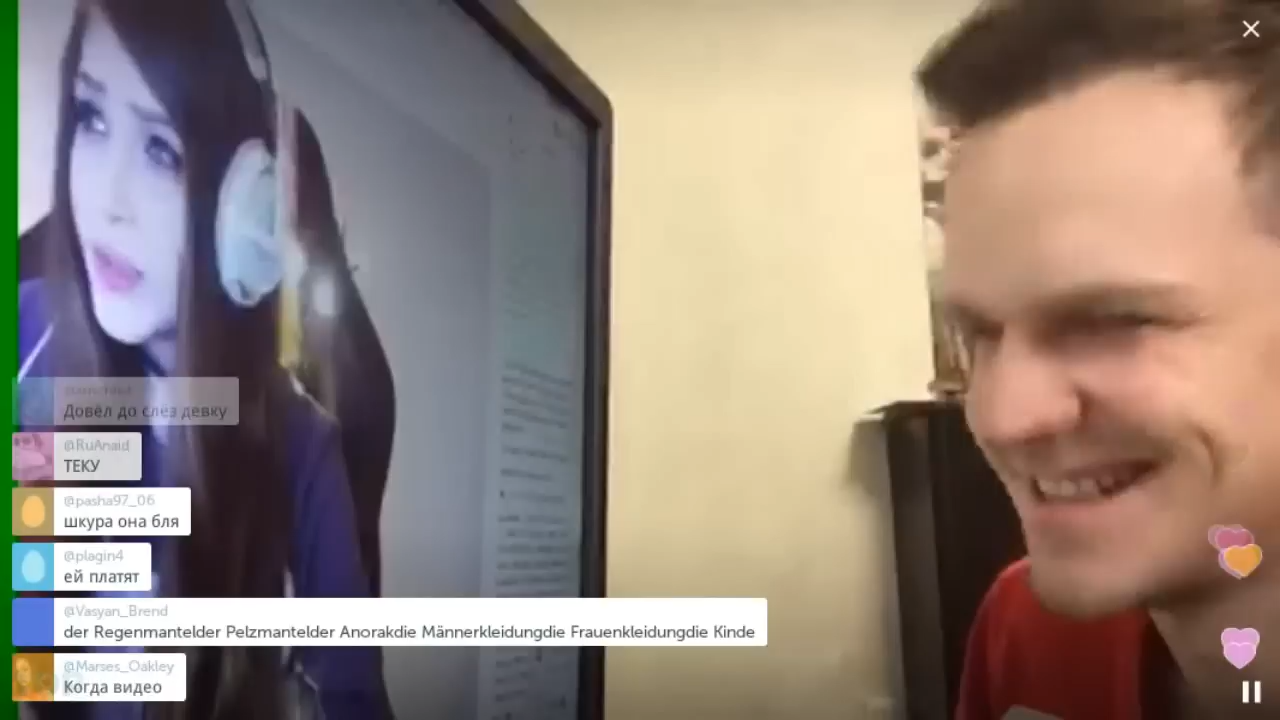 Довёл до слёз девку
@RuAnaid
ТЕКУ
@pasha97_06
шкура она бля
@plagin4
ей платят
@Vasyan_Brend
der Regenmantelder Pelzmantelder Anorakdie Männerkleidungdie Frauenkleidungdie Kinde
@Marses_Oakley
Когда видео